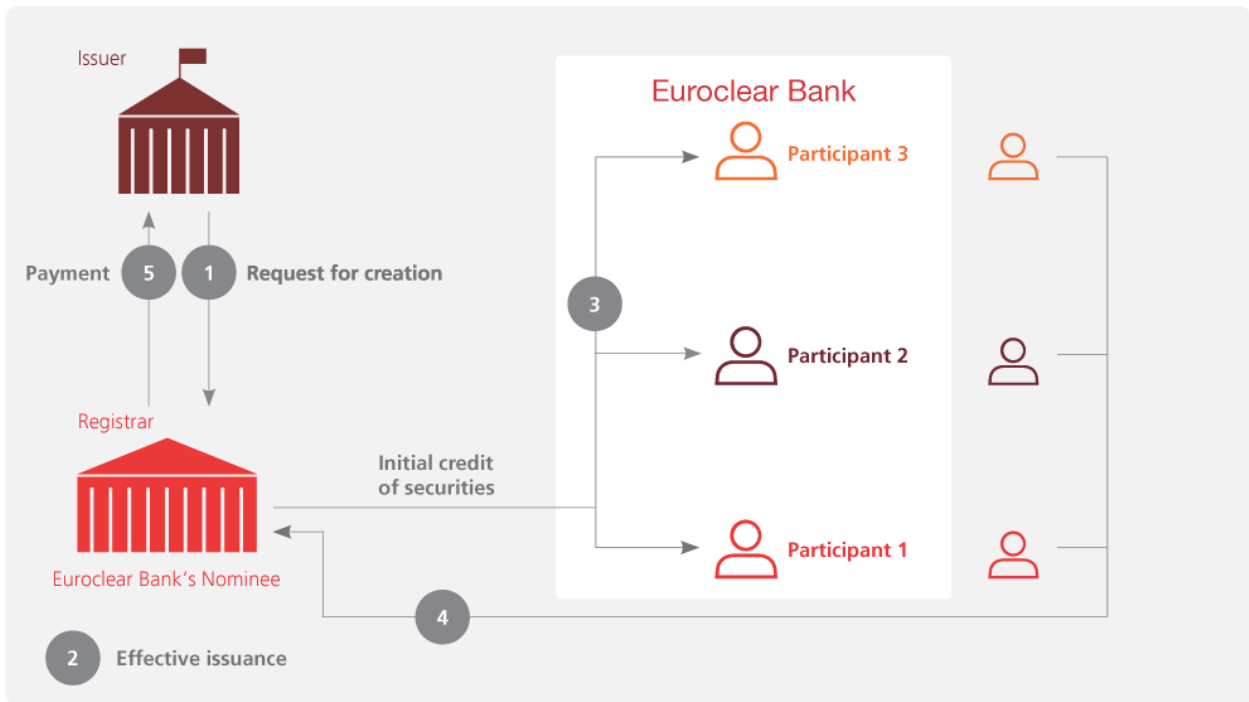 Issuer
Euroclear Bank
Participant 3
Payment
5
1
Request for creation
3
Participant 2
Registrar
Initial credit
of securities
Participant 1
Euroclear Bank's Nominee
4
2
Effective issuance